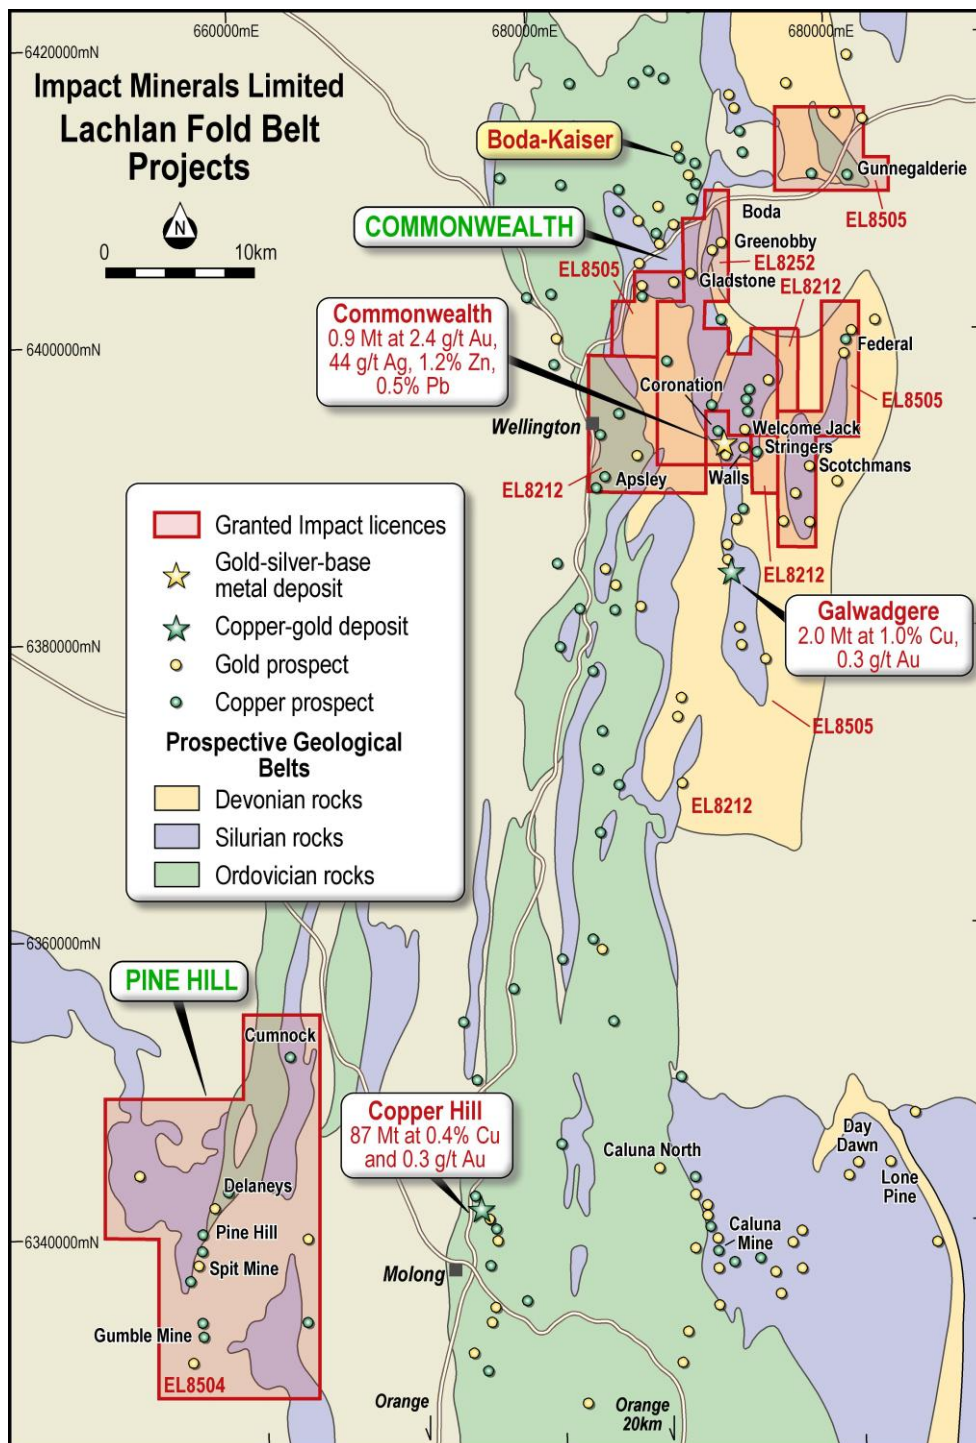 660000mE
680000mE
680000mE
6420000mN
Impact Minerals Limited
Lachlan Fold Belt
Projects
N
0
10km
Boda-Kaiser
Gunnegalderie
EL8505
COMMONWEALTH
Boda
Greenobby
EL8252
EL8505
Gladstone
EL8212
Commonwealth
0.9 Mt at 2.4 g/t Au,
44 g/t Ag, 1.2% Zn,
0.5% Pb
6400000mN
Federal
Coronation
EL8505
Wellington
Welcome Jack
Stringers
Scotchmans
Walls
Apsley
EL8212
EL8212
Granted Impact licences
Gold-silver-base
metal deposit
Copper-gold deposit
Gold prospect
Copper prospect
Prospective Geological
Belts
Devonian rocks
Silurian rocks
Ordovician rocks
Galwadgere
2.0 Mt at 1.0% Cu,
0.3 g/t Au
6380000mN
EL8505
EL8212
6360000mN
PINE HILL
Cumnock
Copper Hill
87 Mt at 0.4% Cu
and 0.3 g/t Au
Caluna North
Day
Dawn
Lone
Pine
Delaneys
Pine Hill
Caluna
Mine
6340000mN
Spit Mine
Molong
Gumble Mine
EL8504
Orange
Orange
20km